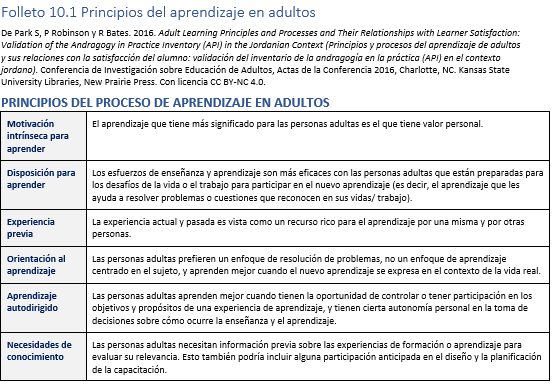 Folleto 10.1 Principios del aprendizaje en adultos
De Park S, P Robinson y R Bates. 2016. Adult Learning Principles and Processes and Their Relationships with Learner Satisfaction:
Validation of the Andragogy in Practice Inventory (API) in the Jordanian Context (Principios y procesos del aprendizaje de adultos
y sus relaciones con la satisfacción del alumno: validación del inventario de la andragogía en la práctica (API) en el contexto
jordano). Conferencia de Investigación sobre Educación de Adultos, Actas de la Conferencia 2016, Charlotte, NC. Kansas State
University Libraries, New Prairie Press. Con licencia CC BY-NC 4.0.
PRINCIPIOS DEL PROCESO DE APRENDIZAJE EN ADULTOS
Motivación
intrínseca para
aprender
El aprendizaje que tiene más significado para las personas adultas es el que tiene valor personal.
Disposición para
aprender
Los esfuerzos de enseñanza y aprendizaje son más eficaces con las personas adultas que están preparadas para
los desafíos de la vida o el trabajo para participar en el nuevo aprendizaje (es decir, el aprendizaje que les
ayuda a resolver problemas o cuestiones que reconocen en sus vidas/ trabajo).
Experiencia
previa
La experiencia actual y pasada es vista como un recurso rico para el aprendizaje por una misma y por otras
personas.
Orientación al
aprendizaje
Las personas adultas prefieren un enfoque de resolución de problemas, no un enfoque de aprendizaje
centrado en el sujeto, y aprenden mejor cuando el nuevo aprendizaje se expresa en el contexto de la vida real.
Aprendizaje
autodirigido
Las personas adultas aprenden mejor cuando tienen la oportunidad de controlar o tener participación en los
objetivos y propósitos de una experiencia de aprendizaje, y tienen cierta autonomía personal en la toma de
decisiones sobre cómo ocurre la enseñanza y el aprendizaje.
Necesidades de
conocimiento
Las personas adultas necesitan información previa sobre las experiencias de formación o aprendizaje para
evaluar su relevancia. Esto también podría incluir alguna participación anticipada en el diseño y la planificación
de la capacitación.